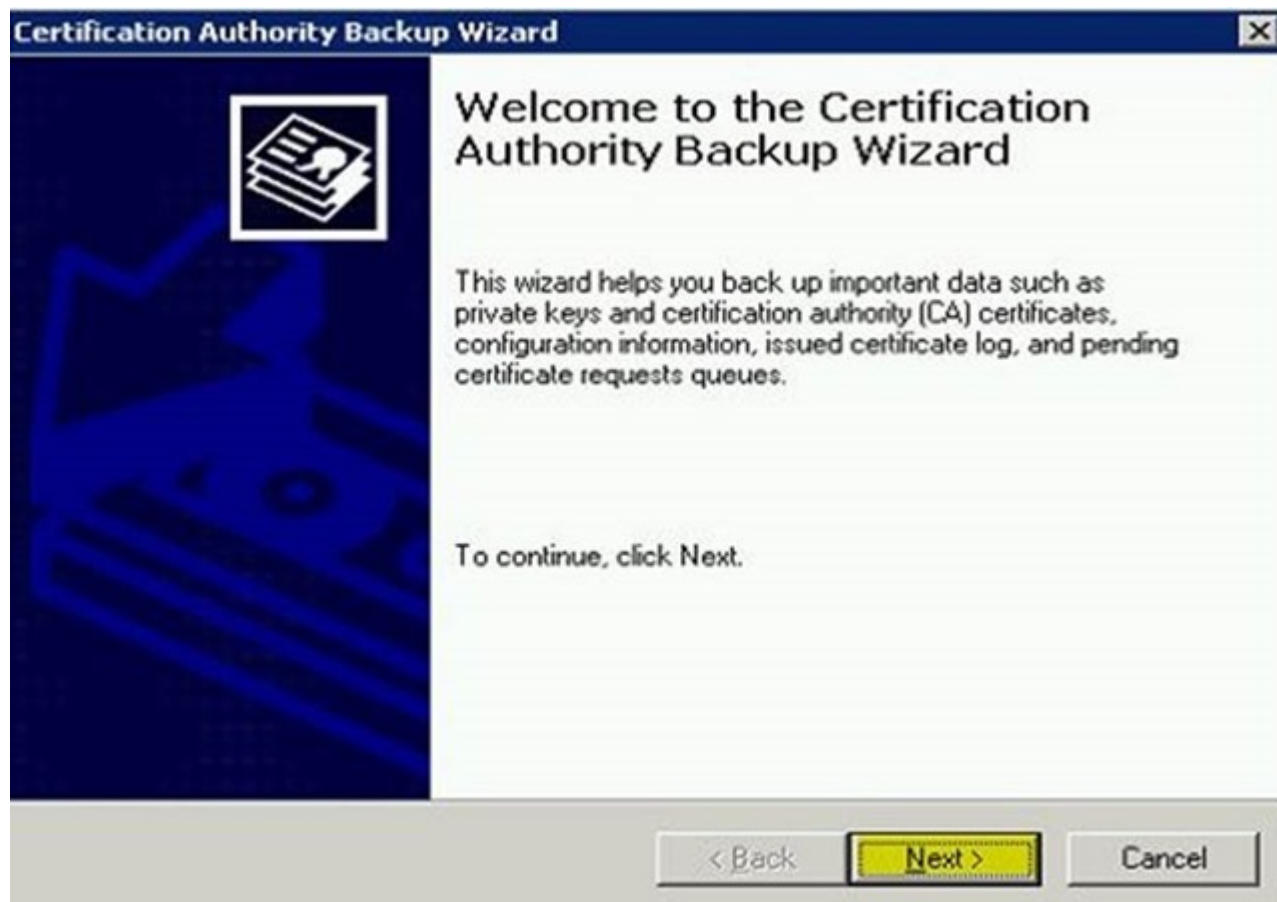 Certification Authority Backup Wizard
Welcome to the Certification
Authority Backup Wizard
This wizard helps you back up important data such as
private keys and certification authority (CA) certificates,
configuration information, issued certificate log, and pending
certificate requests queues.
To continue, click Next.
< Back
Next >
Cancel